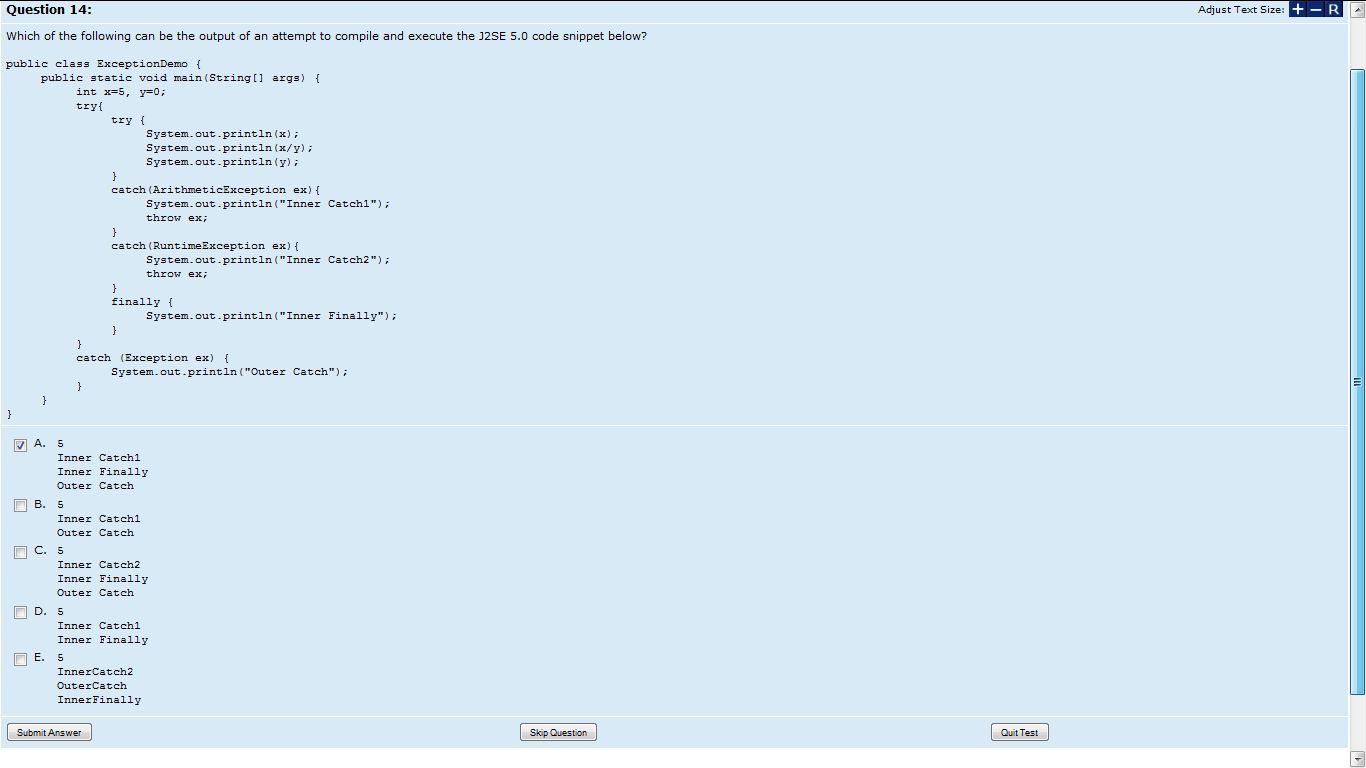 Question 14:
Adjust Text Size: + − R
Which of the following can be the output of an attempt to compile and execute the J2SE 5.0 code snippet below?
public class ExceptionDemo {
public static void main(String[] args) {
int x=5, y=0;
try{
try {
System.out.println(x);
System.out.println(x/y);
System.out.println(y);
}
catch(ArithmeticException ex){
System.out.println("Inner Catch1");
throw ex;
}
catch(RuntimeException ex){
System.out.println("Inner Catch2");
throw ex;
}
finally {
System.out.println("Inner Finally");
}
}
catch (Exception ex) {
System.out.println("Outer Catch");
}
}
}
A. 5
Inner Catch1
Inner Finally
Outer Catch
B. 5
Inner Catch1
Outer Catch
C. 5
Inner Catch2
Inner Finally
Outer Catch
D. 5
Inner Catch1
Inner Finally
E. 5
InnerCatch2
OuterCatch
InnerFinally
Submit Answer
Skip Question
Quit Test